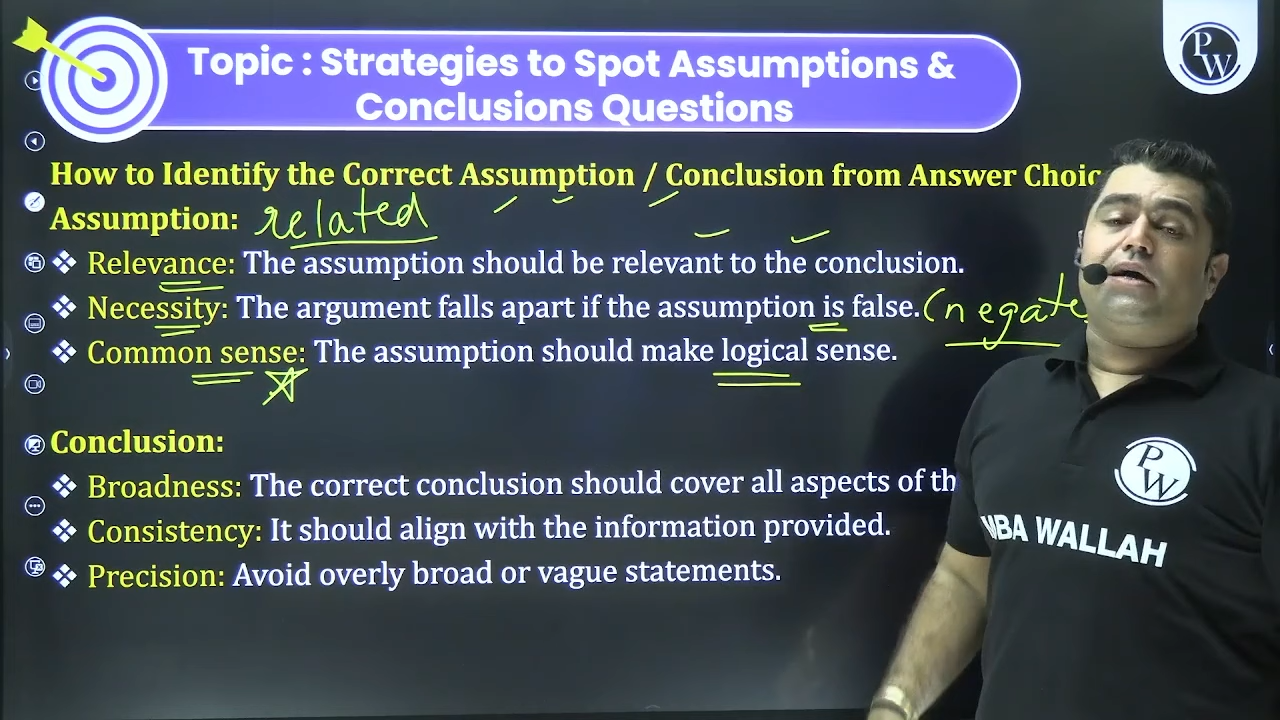 Topic : Strategies to Spot Assumptions &
Conclusions Questions
PW
How to Identify the Correct Assumption / Conclusion from Answer Choic
Assumption: related
❖ Relevance: The assumption should be relevant to the conclusion.
❖ Necessity: The argument falls apart if the assumption is false. (negate
❖ Common sense: The assumption should make logical sense.
Conclusion:
❖ Broadness: The correct conclusion should cover all aspects of th
❖ Consistency: It should align with the information provided.
❖ Precision: Avoid overly broad or vague statements.
PW
MBA WALLAH